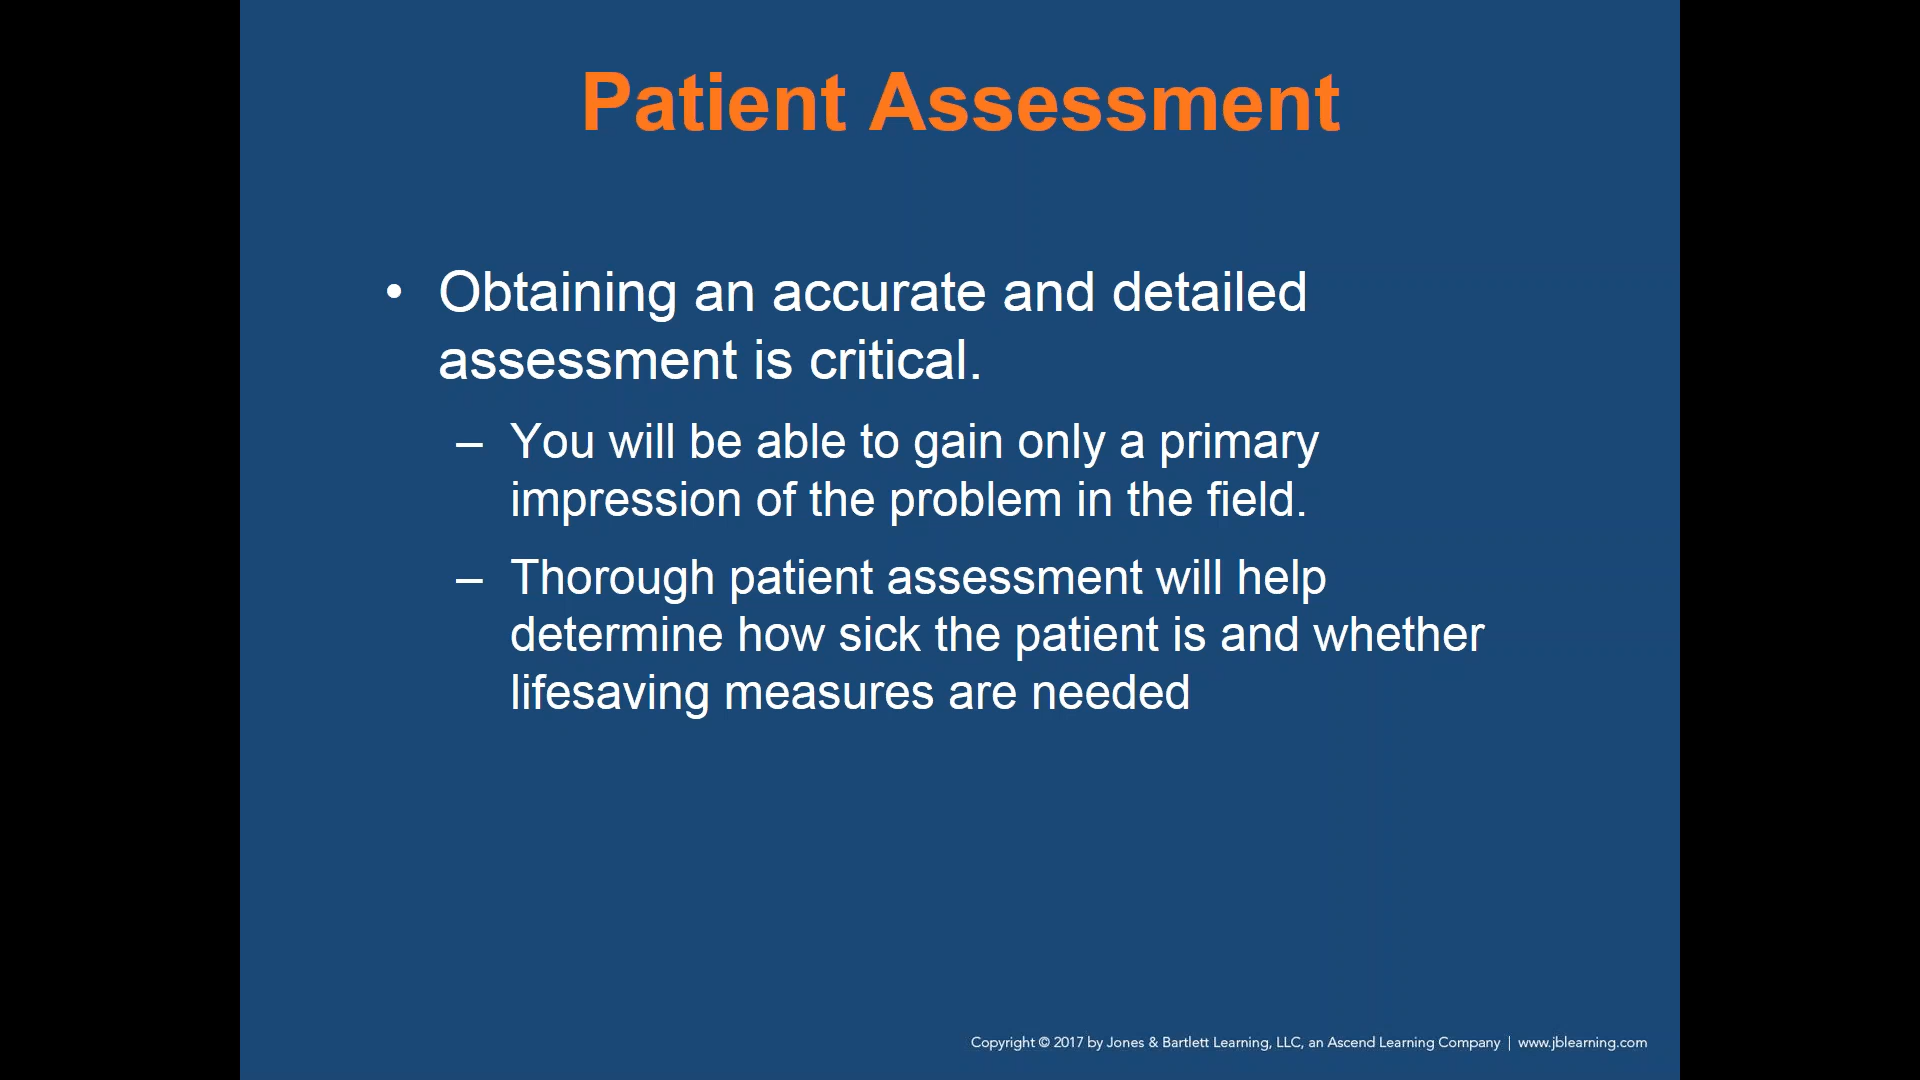 Patient Assessment
• Obtaining an accurate and detailed
assessment is critical.
– You will be able to gain only a primary
impression of the problem in the field.
– Thorough patient assessment will help
determine how sick the patient is and whether
lifesaving measures are needed
Copyright © 2017 by Jones & Bartlett Learning, LLC, an Ascend Learning Company | www.jblearning.com